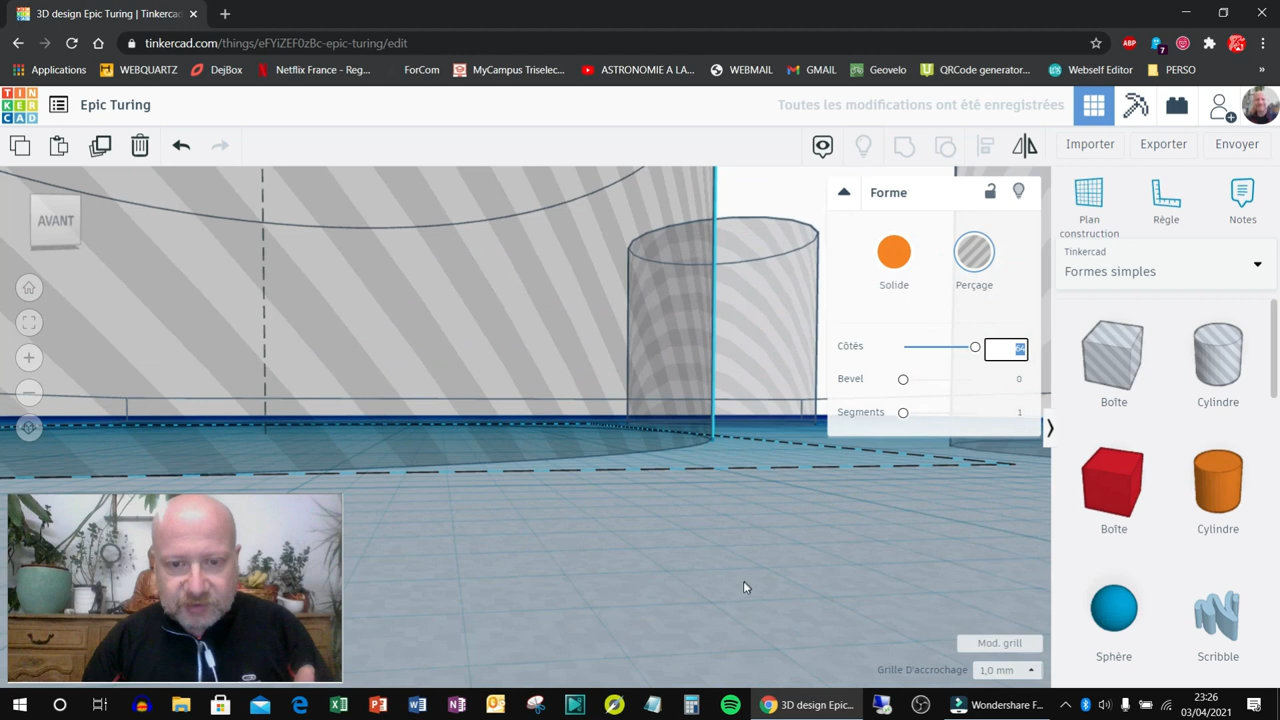 3D design Epic Turing | Tinkercad
tinkercad.com/things/eFYiZEF0zBc-epic-turing/edit
ABP
7
Applications
WEBQUARTZ
DejBox
Netflix France - Reg...
ForCom
MyCampus Triselec...
ASTRONOMIE A LA...
WEBMAIL
GMAIL
Geovelo
QRCode generator...
Webself Editor
PERSO
»
TIN
KER
CAD
Epic Turing
Toutes les modifications ont été enregistrées
Importer
Exporter
Envoyer
AVANT
Forme
Solide
Perçage
Côtés
64
Bevel
0
Segments
1
Plan
construction
Règle
Notes
Tinkercad
Formes simples
Boîte
Cylindre
Boîte
Cylindre
Sphère
Scribble
Mod. grill
Grille D'accrochage
1,0 mm
3D design Epic Turi...
Wondershare F...
23:26
03/04/2021